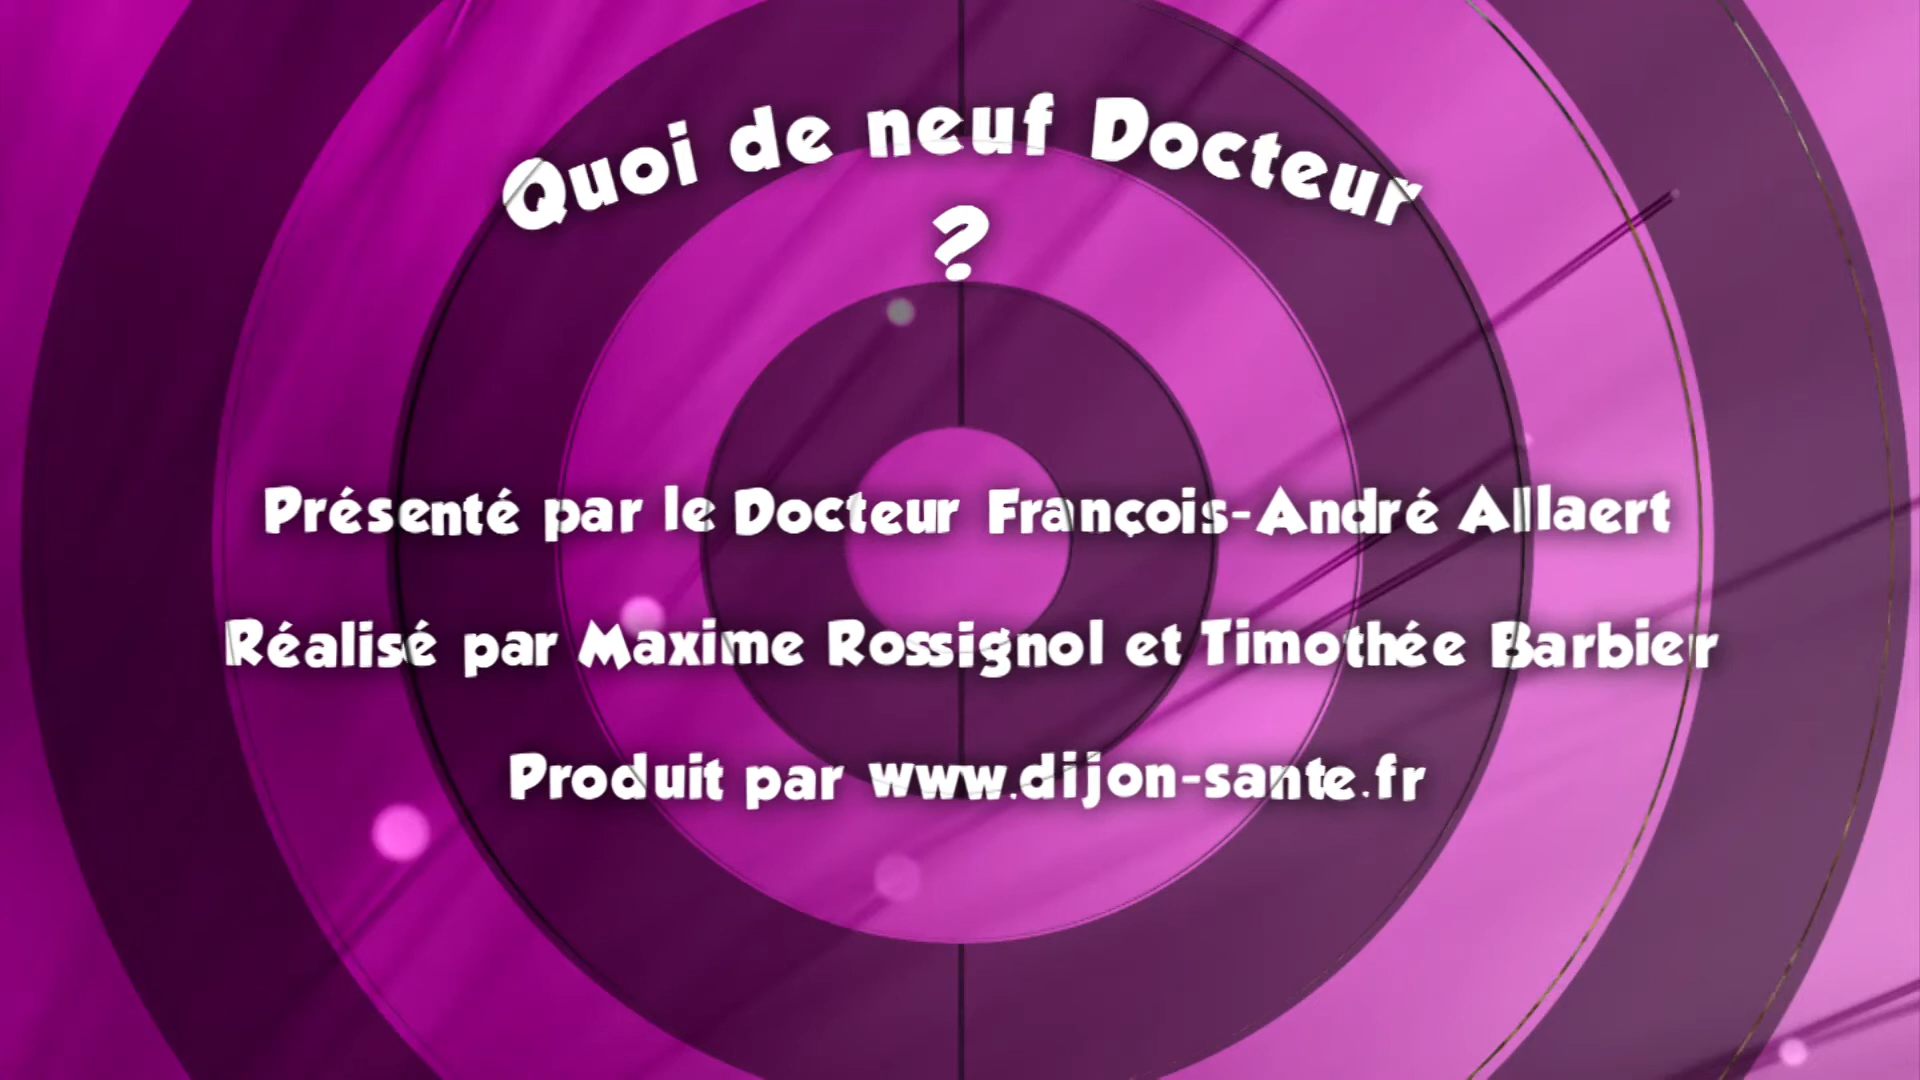 Quoi de neuf Docteur
?
Présenté par le Docteur François-André Allaert
Réalisé par Maxime Rossignol et Timothée Barbier
Produit par www.dijon-sante.fr